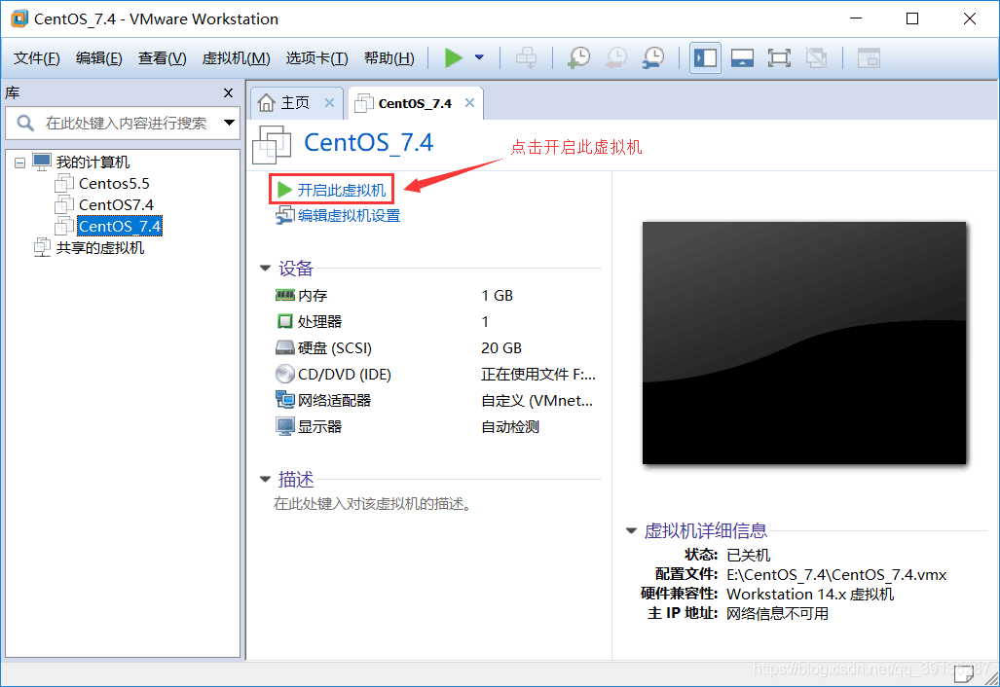 CentOS_7.4 - VMware Workstation
文件(F) 编辑(E) 查看(V) 虚拟机(M) 选项卡(T) 帮助(H)
库
在此处键入内容进行搜索
我的计算机
Centos5.5
CentOS7.4
CentOS_7.4
共享的虚拟机
主页 CentOS_7.4
CentOS_7.4
点击开启此虚拟机
开启此虚拟机
编辑虚拟机设置
设备
内存 1 GB
处理器 1
硬盘 (SCSI) 20 GB
CD/DVD (IDE) 正在使用文件 F:...
网络适配器 自定义 (VMnet...
显示器 自动检测
描述
在此处键入对该虚拟机的描述。
虚拟机详细信息
状态: 已关机
配置文件: E:\CentOS_7.4\CentOS_7.4.vmx
硬件兼容性: Workstation 14.x 虚拟机
主 IP 地址: 网络信息不可用